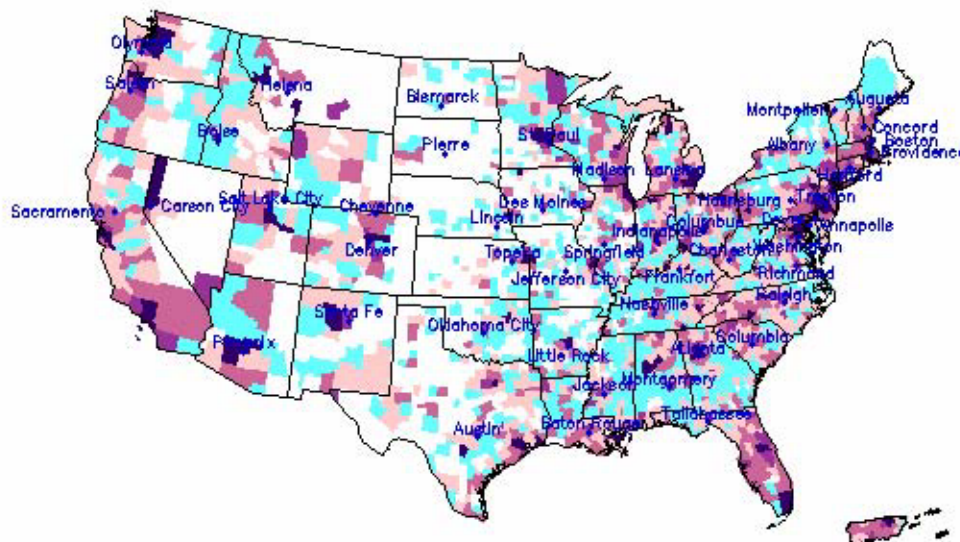 Olympia
Salem
Helena
Bismarck
St. Paul
Montpelier
Augusta
Boise
Pierre
Albany
Concord
Boston
Providence
Madison
Lansing
Hartford
Sacramento
Carson City
Salt Lake City
Cheyenne
Des Moines
Harrisburg
Trenton
Lincoln
Columbus
Annapolis
Denver
Indianapolis
Topeka
Springfield
Charleston
Washington
Jefferson City
Frankfort
Richmond
Santa Fe
Nashville
Raleigh
Oklahoma City
Phoenix
Little Rock
Atlanta
Columbia
Jackson
Montgomery
Austin
Baton Rouge
Tallahassee